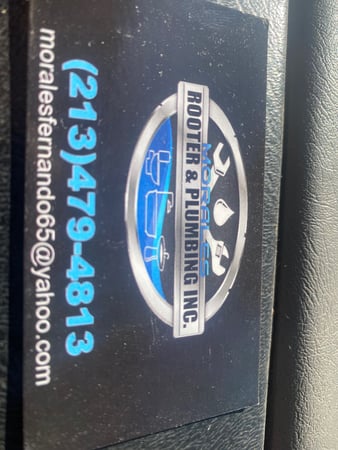 MORALES
ROOTER & PLUMBING INC.
(213)479-4813
moralesfernando65@yahoo.com